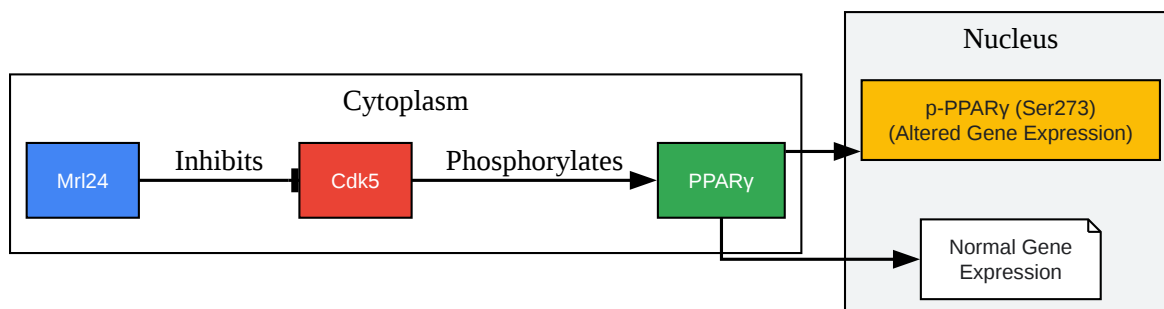 Nucleus
Cytoplasm
p-PPARγ (Ser273)
(Altered Gene Expression)
Inhibits
Phosphorylates
Mrl24
Cdk5
PPARγ
Normal Gene
Expression